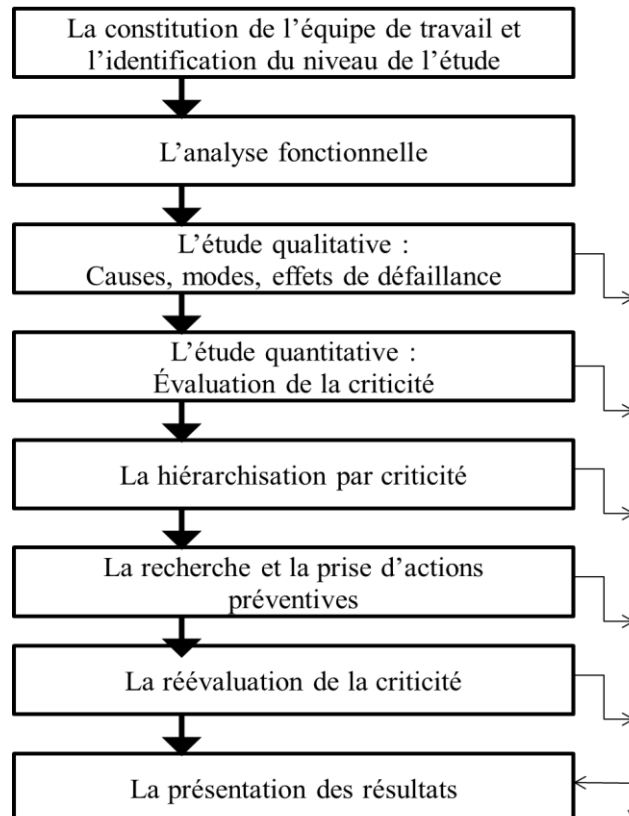 La constitution de l’équipe de travail et
l’identification du niveau de l’étude
L’analyse fonctionnelle
L’étude qualitative :
Causes, modes, effets de défaillance
L’étude quantitative :
Évaluation de la criticité
La hiérarchisation par criticité
La recherche et la prise d’actions
préventives
La réévaluation de la criticité
La présentation des résultats